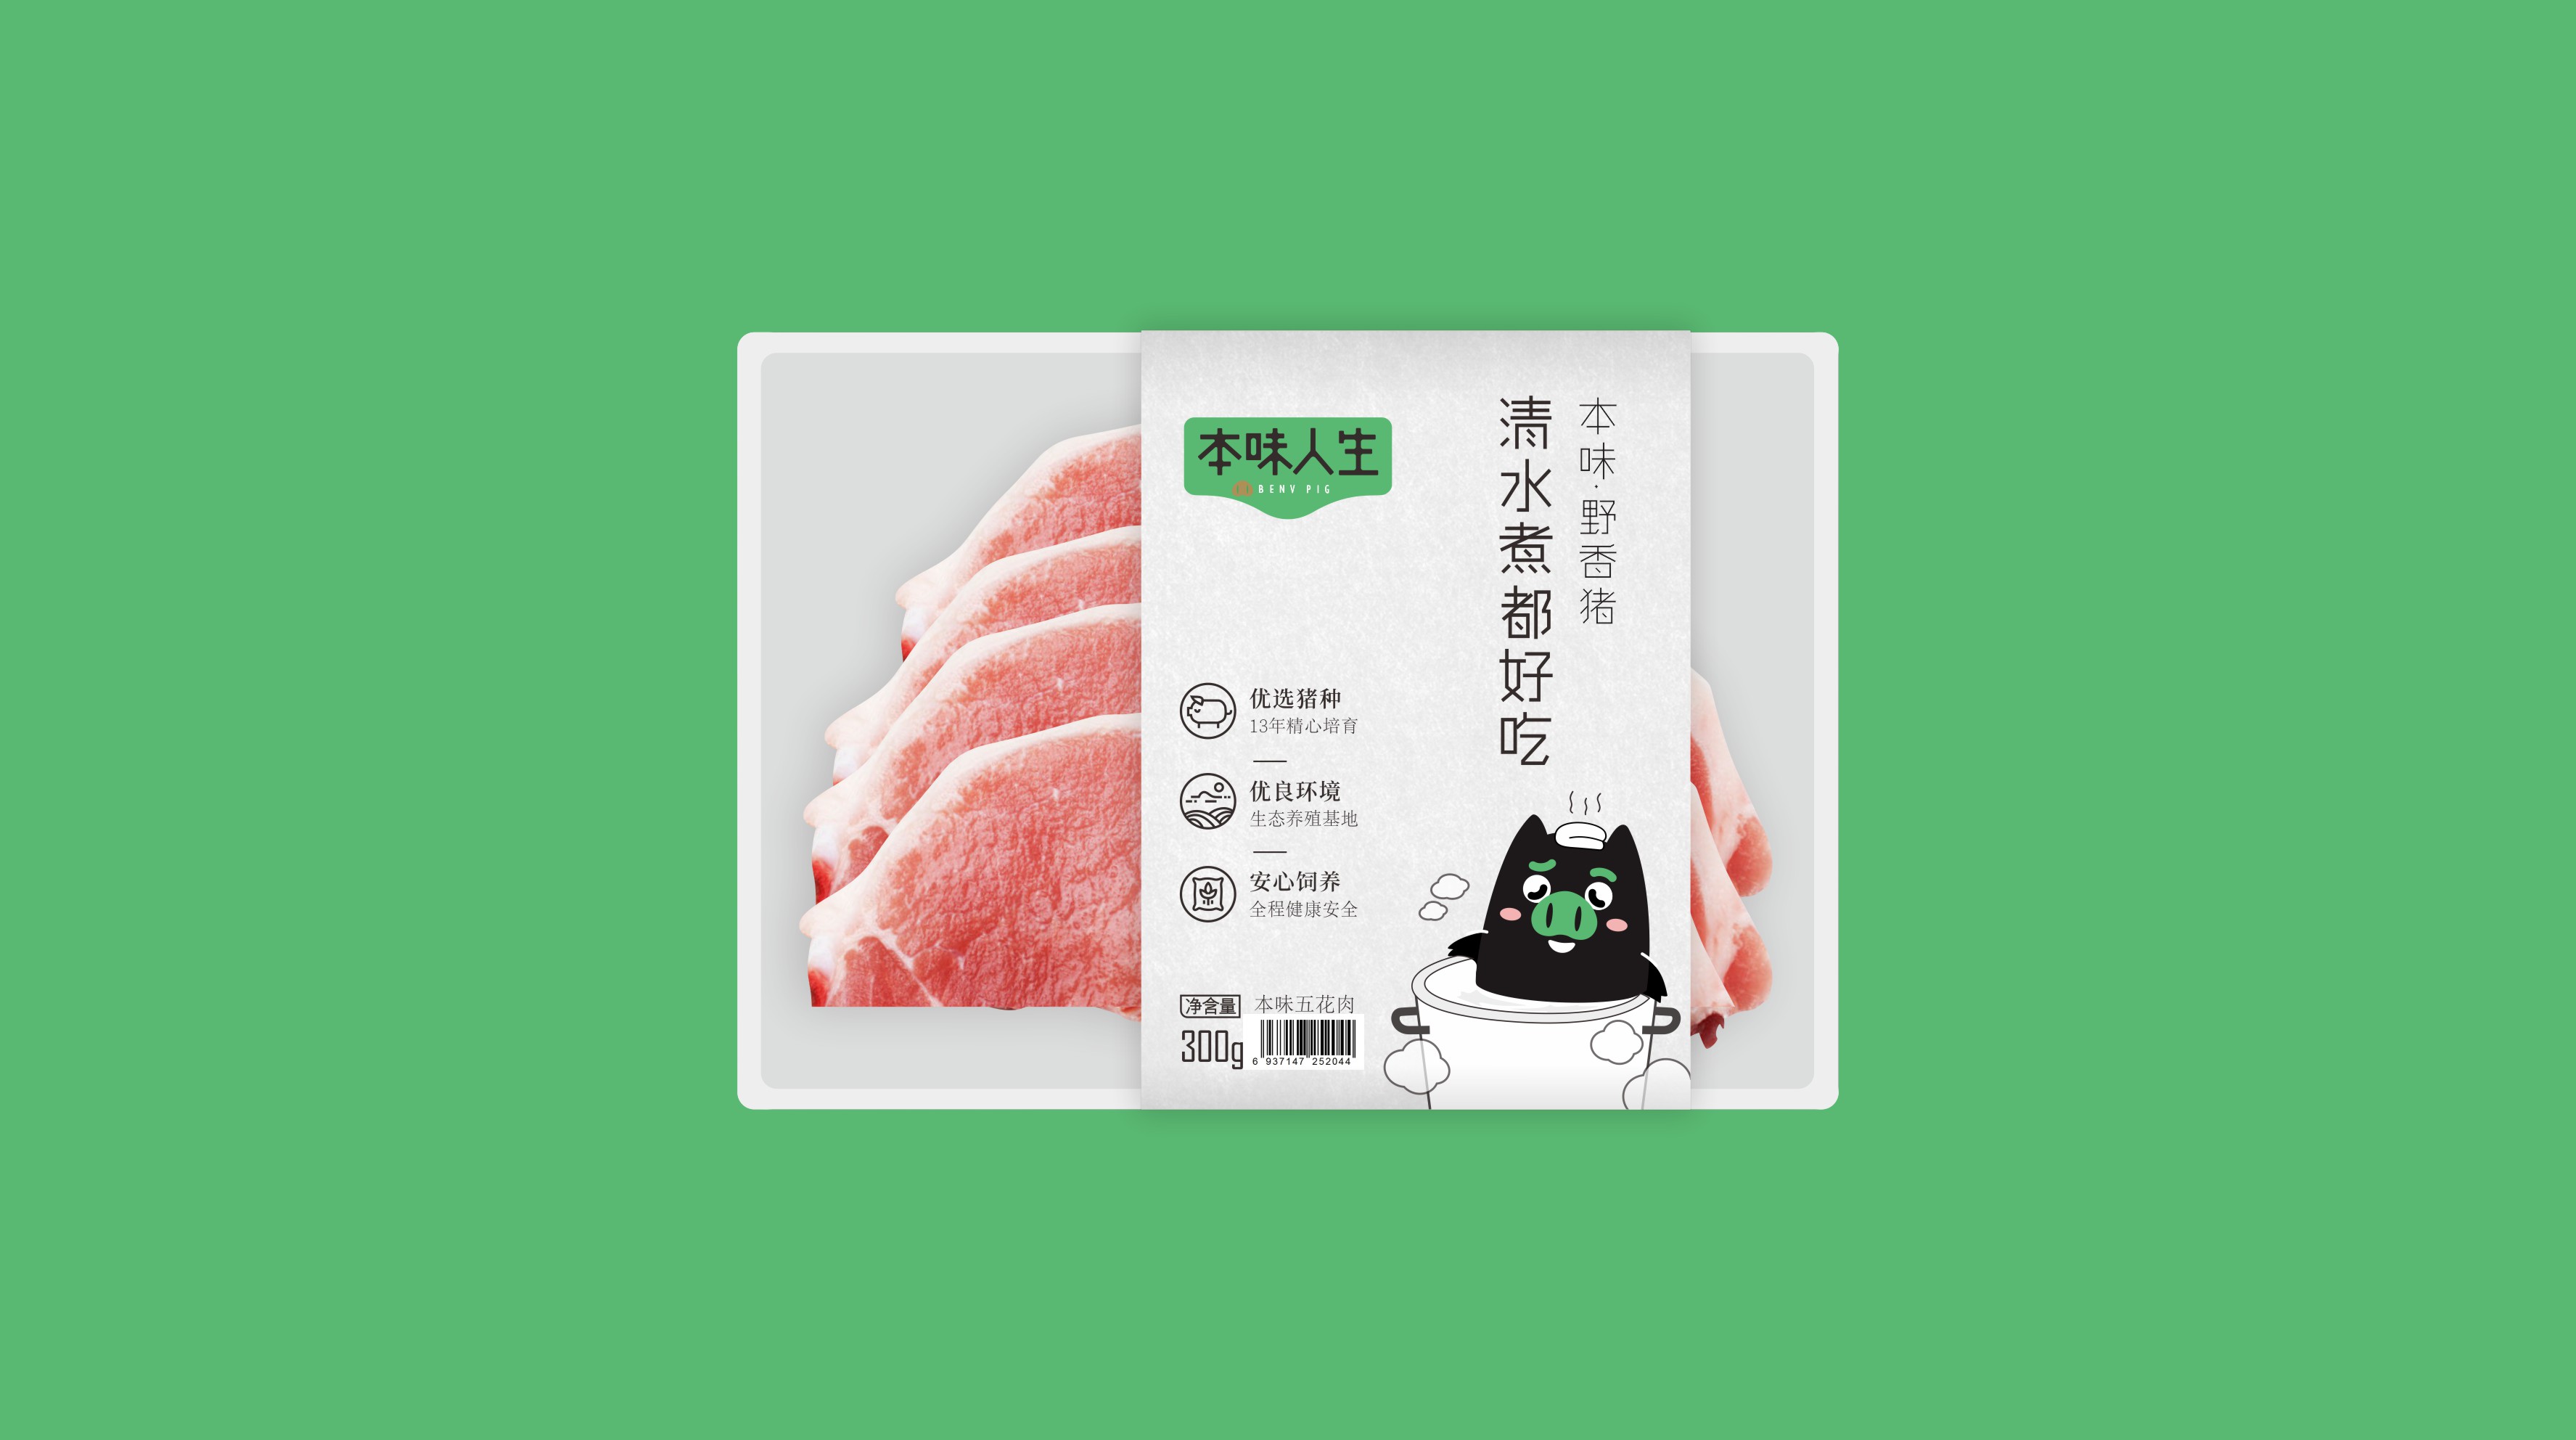 本味人生
BENV PIG
本味·野香猪
清水煮都好吃
优选猪种
13年精心培育
优良环境
生态养殖基地
安心饲养
全程健康安全
净含量
300g
本味五花肉
6 937147 252044